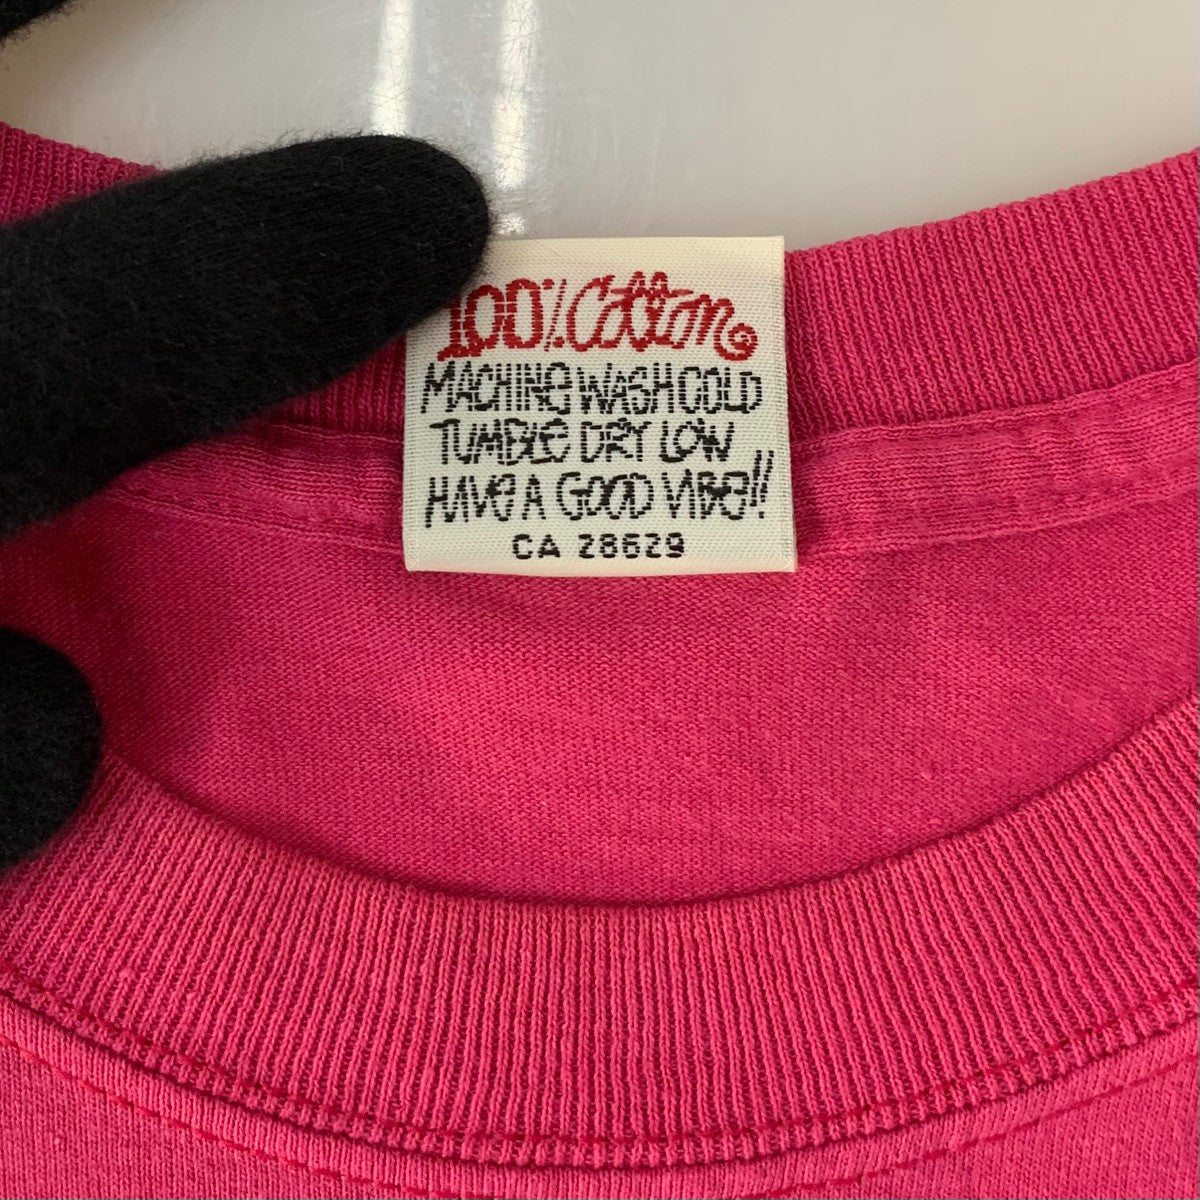 100% Cotton
MACHINE WASH COLD
TUMBLE DRY LOW
HAVE A GOOD VIBE!!
CA 28629